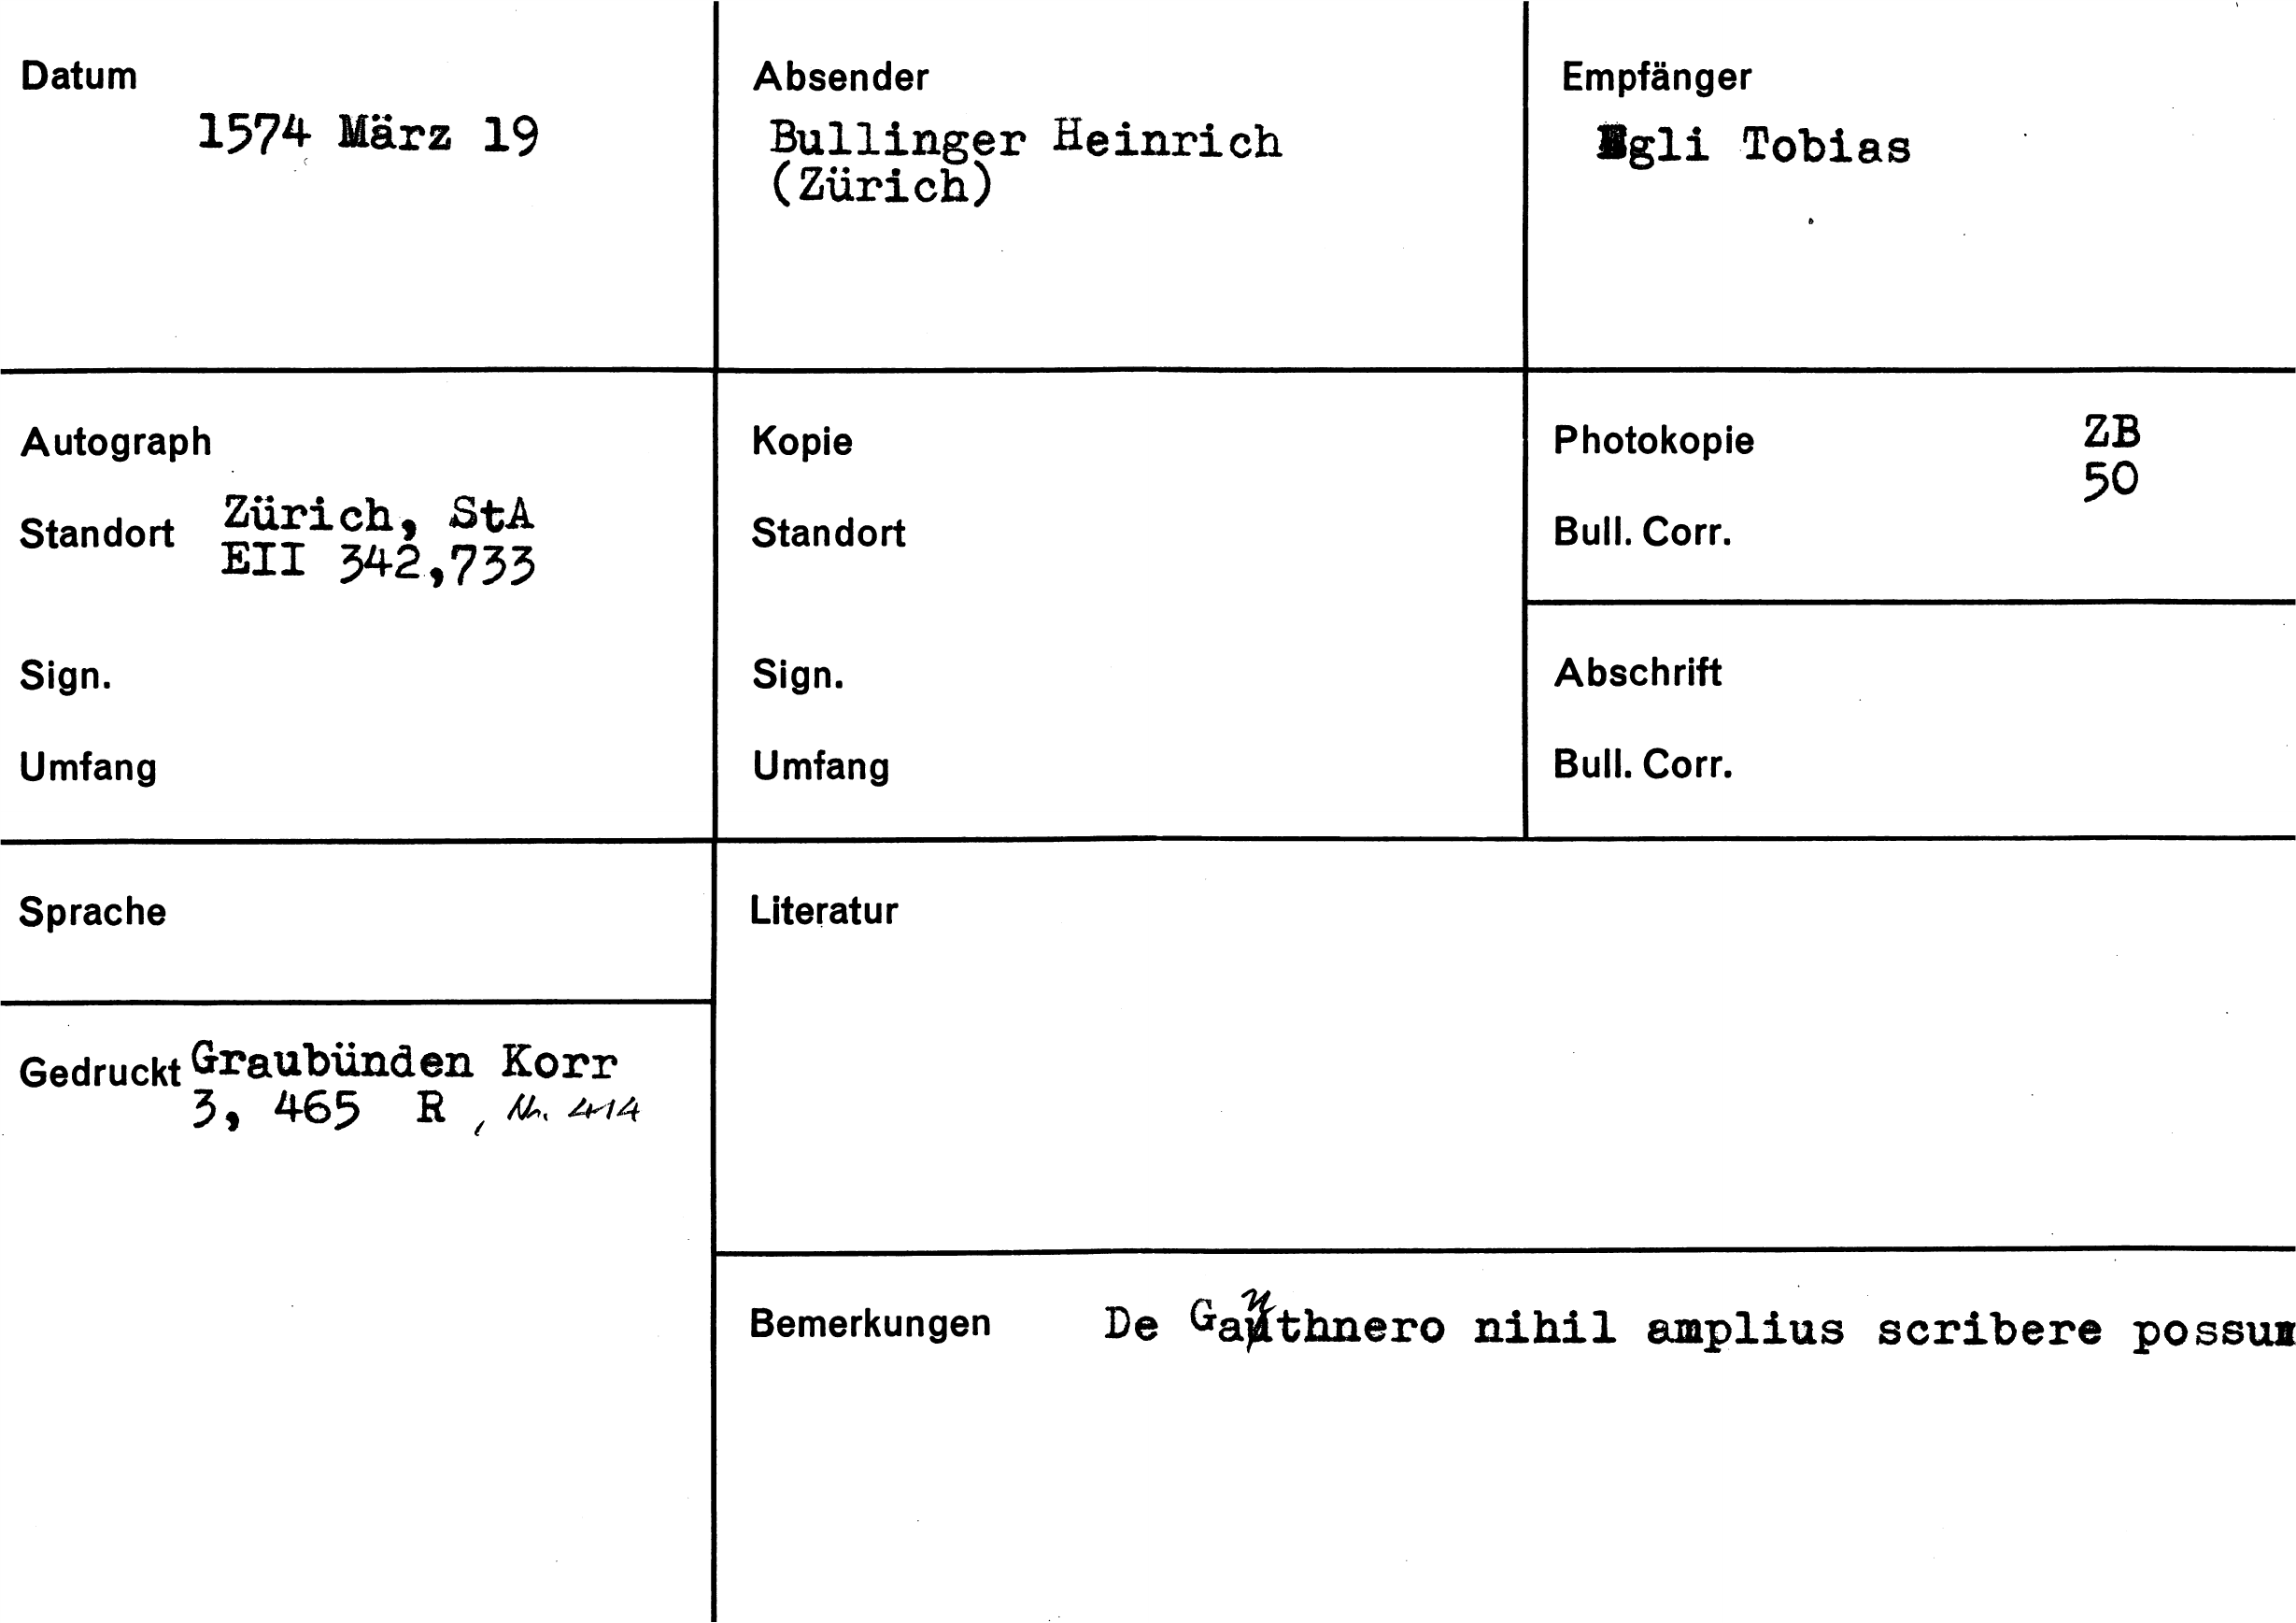 Datum
1574 März 19
Absender
Bullinger Heinrich
(Zürich)
Empfänger
Egli Tobias
Autograph
Standort Zürich, StA
EII 342,733
Sign.
Umfang
Kopie
Standort
Sign.
Umfang
Photokopie ZB
50
Bull. Corr.
Abschrift
Bull. Corr.
Sprache
Gedruckt Graubünden Korr
3, 465 R , Nr. 414
Literatur
Bemerkungen De Ganthnero nihil amplius scribere possum